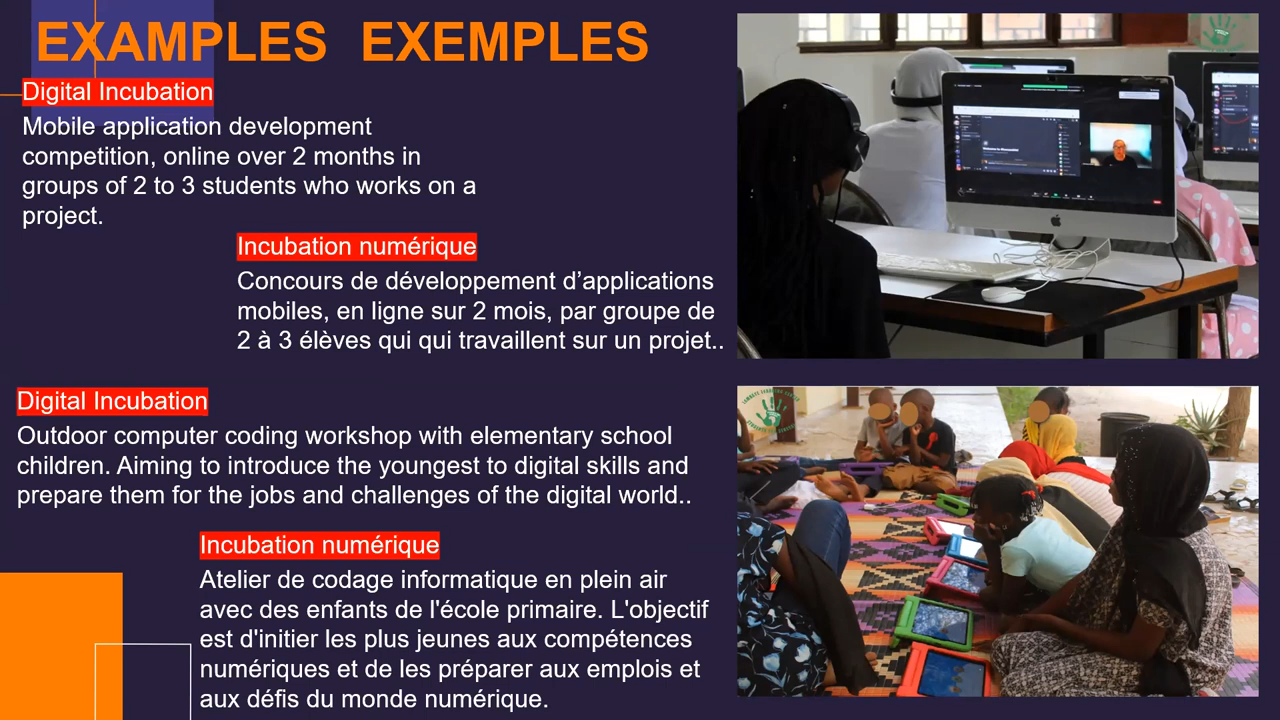 EXAMPLES EXEMPLES
Digital Incubation
Mobile application development
competition, online over 2 months in
groups of 2 to 3 students who works on a
project.
Incubation numérique
Concours de développement d’applications
mobiles, en ligne sur 2 mois, par groupe de
2 à 3 élèves qui qui travaillent sur un projet..
Digital Incubation
Outdoor computer coding workshop with elementary school
children. Aiming to introduce the youngest to digital skills and
prepare them for the jobs and challenges of the digital world..
Incubation numérique
Atelier de codage informatique en plein air
avec des enfants de l'école primaire. L'objectif
est d'initier les plus jeunes aux compétences
numériques et de les préparer aux emplois et
aux défis du monde numérique.